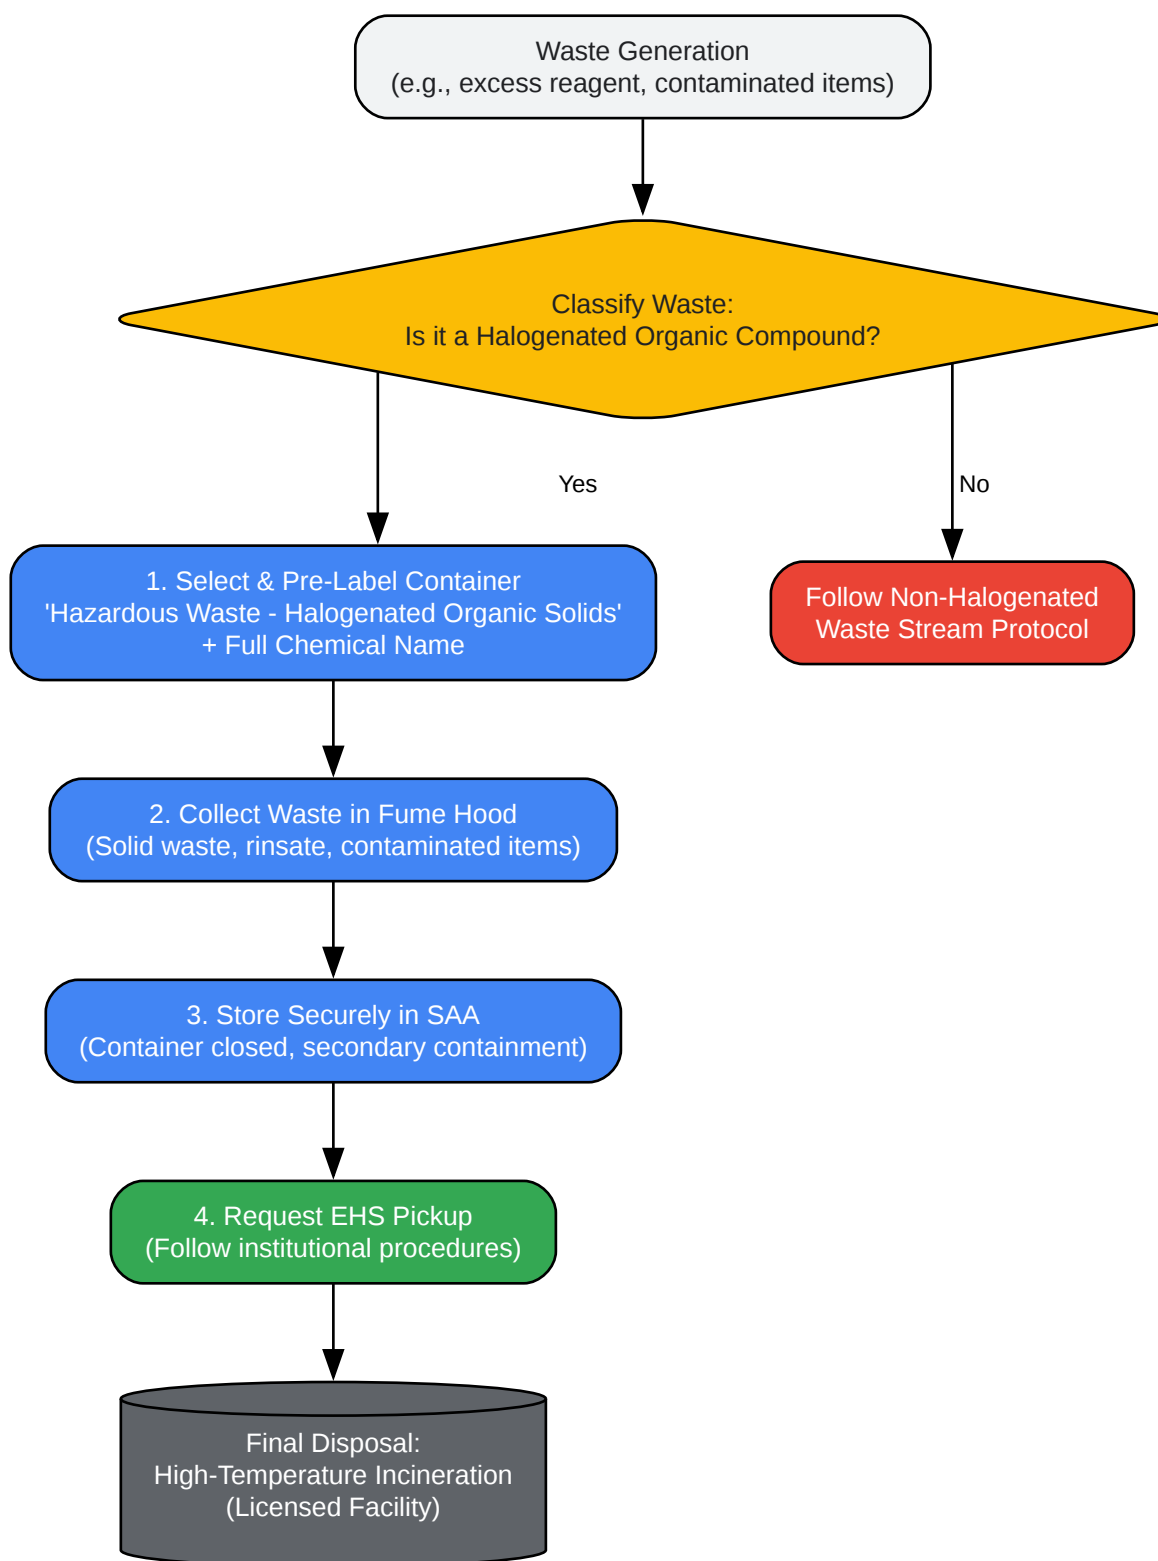 Waste Generation
(e.g., excess reagent, contaminated items)
Classify Waste:
Is it a Halogenated Organic Compound?
Yes
No
1. Select & Pre-Label Container
'Hazardous Waste - Halogenated Organic Solids'
+ Full Chemical Name
Follow Non-Halogenated
Waste Stream Protocol
2. Collect Waste in Fume Hood
(Solid waste, rinsate, contaminated items)
3. Store Securely in SAA
(Container closed, secondary containment)
4. Request EHS Pickup
(Follow institutional procedures)
Final Disposal:
High-Temperature Incineration
(Licensed Facility)